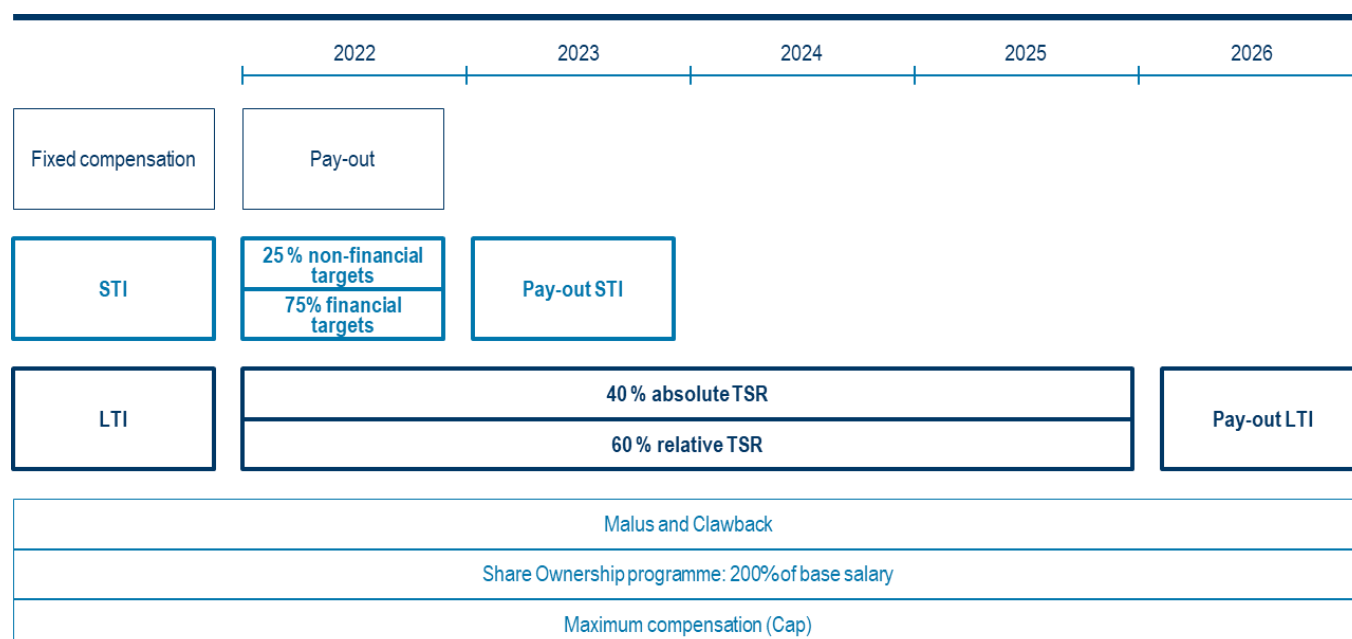 2022 2023 2024 2025 2026
Fixed compensation Pay-out
STI
25 % non-financial
targets
75% financial
targets
Pay-out STI
LTI
40 % absolute TSR
60 % relative TSR
Pay-out LTI
Malus and Clawback
Share Ownership programme: 200% of base salary
Maximum compensation (Cap)